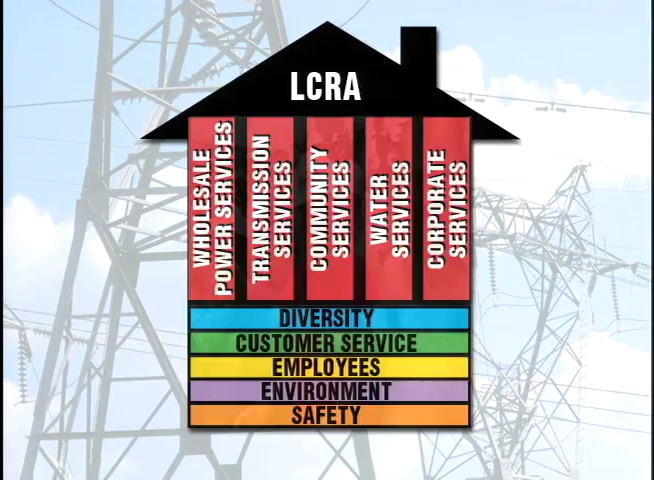 LCRA
WHOLESALE
POWER SERVICES
TRANSMISSION
SERVICES
COMMUNITY
SERVICES
WATER
SERVICES
CORPORATE
SERVICES
DIVERSITY
CUSTOMER SERVICE
EMPLOYEES
ENVIRONMENT
SAFETY